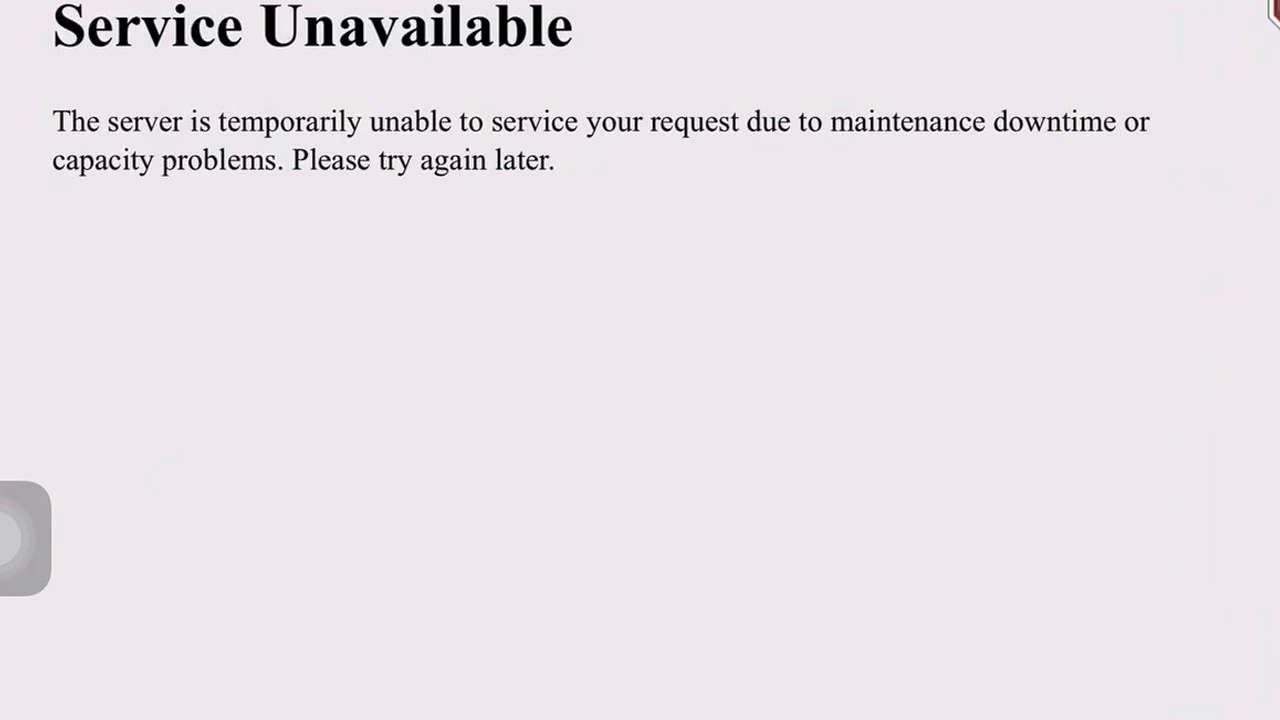 Service Unavailable
The server is temporarily unable to service your request due to maintenance downtime or
capacity problems. Please try again later.